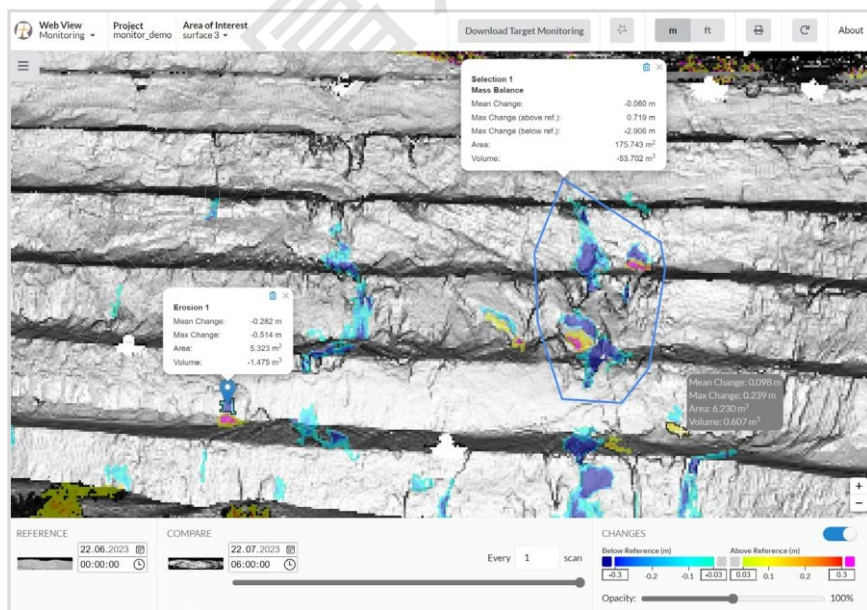 Web View
Monitoring
Project
monitor_demo
Area of Interest
surface 3
Download Target Monitoring
m
ft
About
Selection 1
Mass Balance
Mean Change: -0.060 m
Max Change (above ref.): 0.719 m
Max Change (below ref.): -2.906 m
Area: 175.743 m²
Volume: -53.702 m³
Erosion 1
Mean Change: -0.282 m
Max Change: -0.514 m
Area: 5.323 m²
Volume: -1.475 m³
Mean Change: 0.098 m
Max Change: 0.239 m
Area: 6.230 m²
Volume: 0.607 m³
+
−
REFERENCE
22.06.2023
00:00:00
COMPARE
22.07.2023
06:00:00
Every 1 scan
CHANGES
Below Reference (m) Above Reference (m)
-0.3 -0.2 -0.1 -0.03 0.03 0.1 0.2 0.3
Opacity: 100%